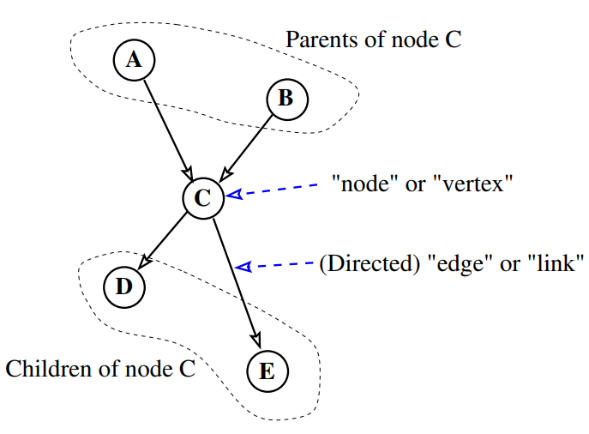 Parents of node C
A
B
C
"node" or "vertex"
(Directed) "edge" or "link"
D
Children of node C
E